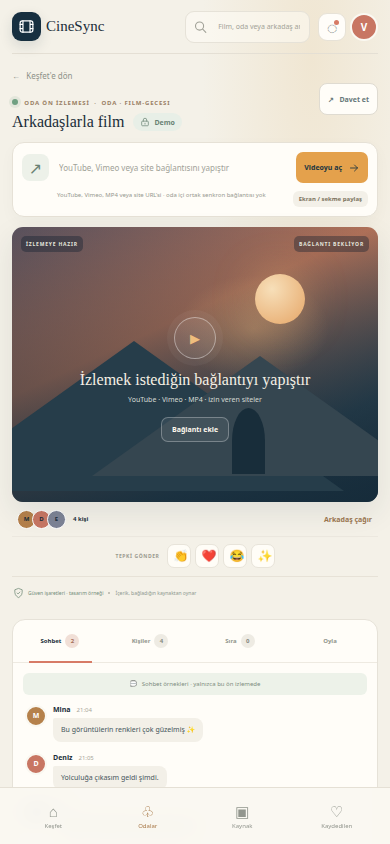 CineSync
Film, oda veya arkadaş ar
V
← Keşfet'e dön
ODA ÖN İZLEMESİ · ODA · FILM-GECESI
Arkadaşlarla film
Demo
↗ Davet et
YouTube, Vimeo veya site bağlantısını yapıştır
Videoyu aç →
YouTube, Vimeo, MP4 veya site URL'si · oda içi ortak senkron bağlantısı yok
Ekran / sekme paylaş
İZLEMEYE HAZIR
BAĞLANTI BEKLİYOR
İzlemek istediğin bağlantıyı yapıştır
YouTube · Vimeo · MP4 · izin veren siteler
Bağlantı ekle
M D E 4 kişi
Arkadaş çağır
TEPKİ GÖNDER 👏 ❤️ 😂 ✨
Güven işaretleri · tasarım örneği • İçerik, bağladığın kaynaktan oynar
Sohbet 2
Kişiler 4
Sıra 0
Oyla
Sohbet örnekleri · yalnızca bu ön izlemede
M
Mina 21:04
Bu görüntülerin renkleri çok güzelmiş ✨
D
Deniz 21:05
Yolculuğa çıkasım geldi şimdi.
Keşfet
Odalar
Kaynak
Kaydedilen